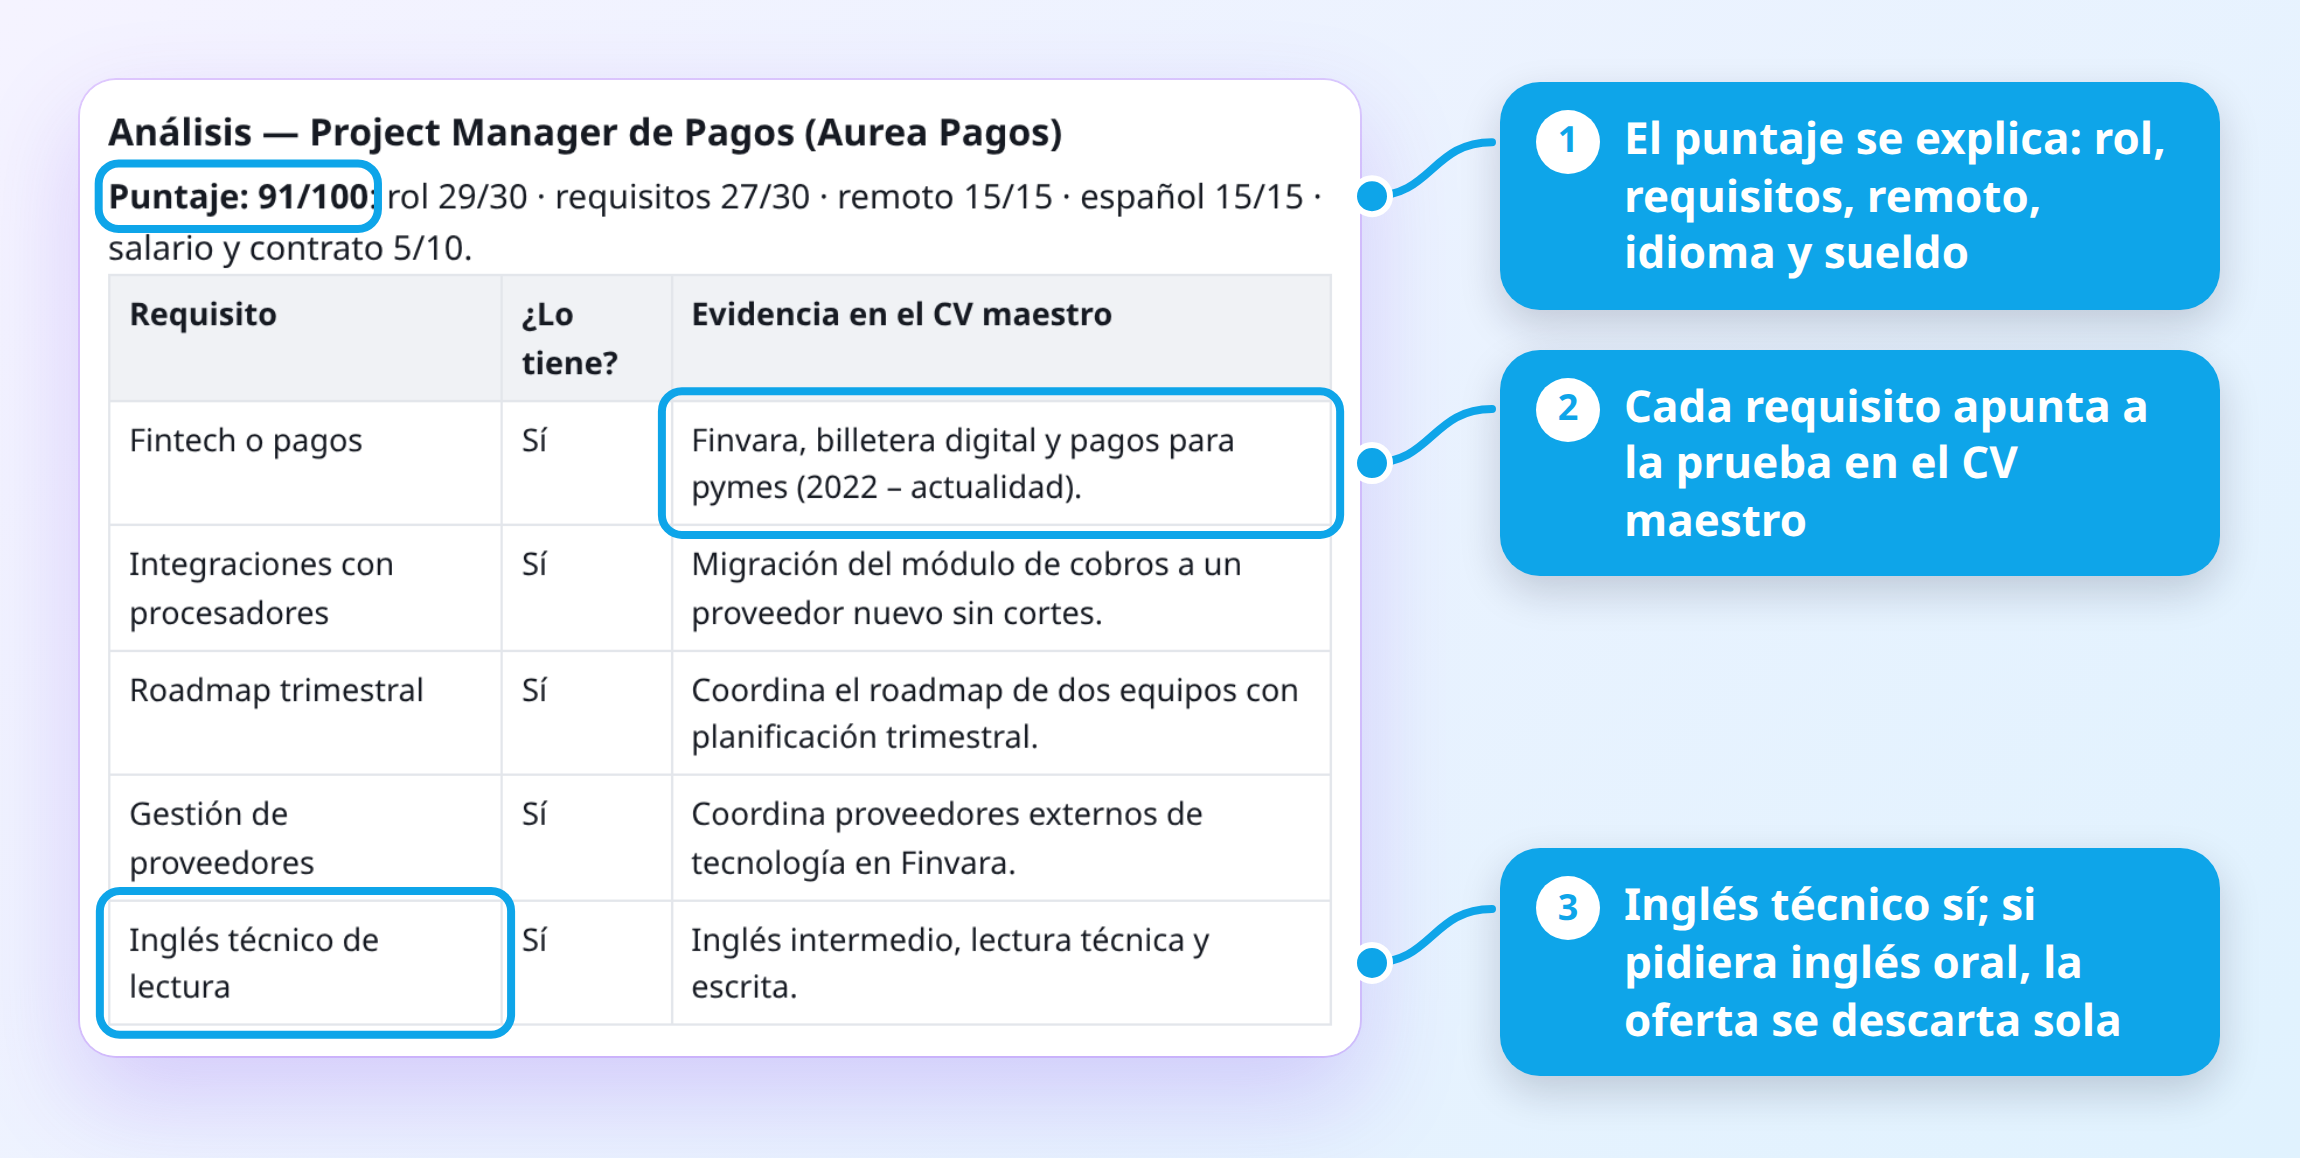 Análisis — Project Manager de Pagos (Aurea Pagos)
Puntaje: 91/100: rol 29/30 · requisitos 27/30 · remoto 15/15 · español 15/15 ·
salario y contrato 5/10.
Requisito
¿Lo
tiene?
Evidencia en el CV maestro
Fintech o pagos
Sí
Finvara, billetera digital y pagos para
pymes (2022 – actualidad).
Integraciones con
procesadores
Sí
Migración del módulo de cobros a un
proveedor nuevo sin cortes.
Roadmap trimestral
Sí
Coordina el roadmap de dos equipos con
planificación trimestral.
Gestión de
proveedores
Sí
Coordina proveedores externos de
tecnología en Finvara.
Inglés técnico de
lectura
Sí
Inglés intermedio, lectura técnica y
escrita.
1 El puntaje se explica: rol,
requisitos, remoto,
idioma y sueldo
2 Cada requisito apunta a
la prueba en el CV
maestro
3 Inglés técnico sí; si
pidiera inglés oral, la
oferta se descarta sola